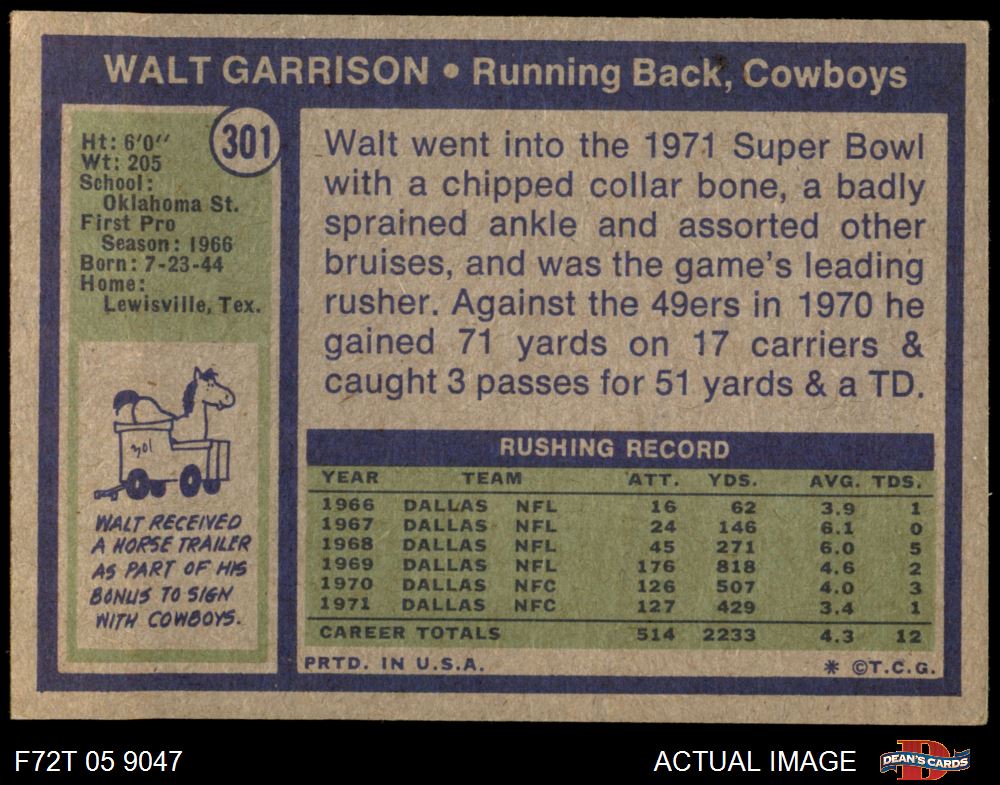 WALT GARRISON • Running Back, Cowboys
301
Ht: 6'0''
Wt: 205
School:
Oklahoma St.
First Pro
Season: 1966
Born: 7-23-44
Home:
Lewisville, Tex.
301
WALT RECEIVED
A HORSE TRAILER
AS PART OF HIS
BONUS TO SIGN
WITH COWBOYS.
Walt went into the 1971 Super Bowl
with a chipped collar bone, a badly
sprained ankle and assorted other
bruises, and was the game's leading
rusher. Against the 49ers in 1970 he
gained 71 yards on 17 carriers &
caught 3 passes for 51 yards & a TD.
RUSHING RECORD
YEAR TEAM ATT. YDS. AVG. TDS.
1966 DALLAS NFL 16 62 3.9 1
1967 DALLAS NFL 24 146 6.1 0
1968 DALLAS NFL 45 271 6.0 5
1969 DALLAS NFL 176 818 4.6 2
1970 DALLAS NFC 126 507 4.0 3
1971 DALLAS NFC 127 429 3.4 1
CAREER TOTALS 514 2233 4.3 12
PRTD. IN U.S.A. * ©T.C.G.
F72T 05 9047 ACTUAL IMAGE D DEAN'S CARDS